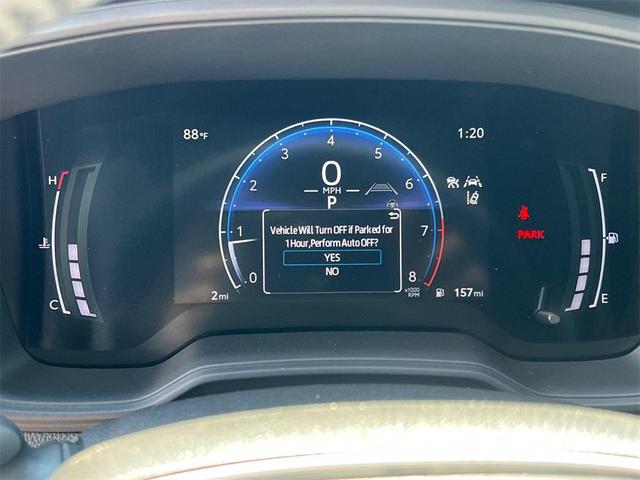 88°F
1:20
4
3
5
2
6
1
7
0
8
0
MPH
P
x1000
RPM
Vehicle Will Turn OFF if Parked for
1 Hour,Perform Auto OFF?
YES
NO
2mi
157mi
H
C
F
E
PARK